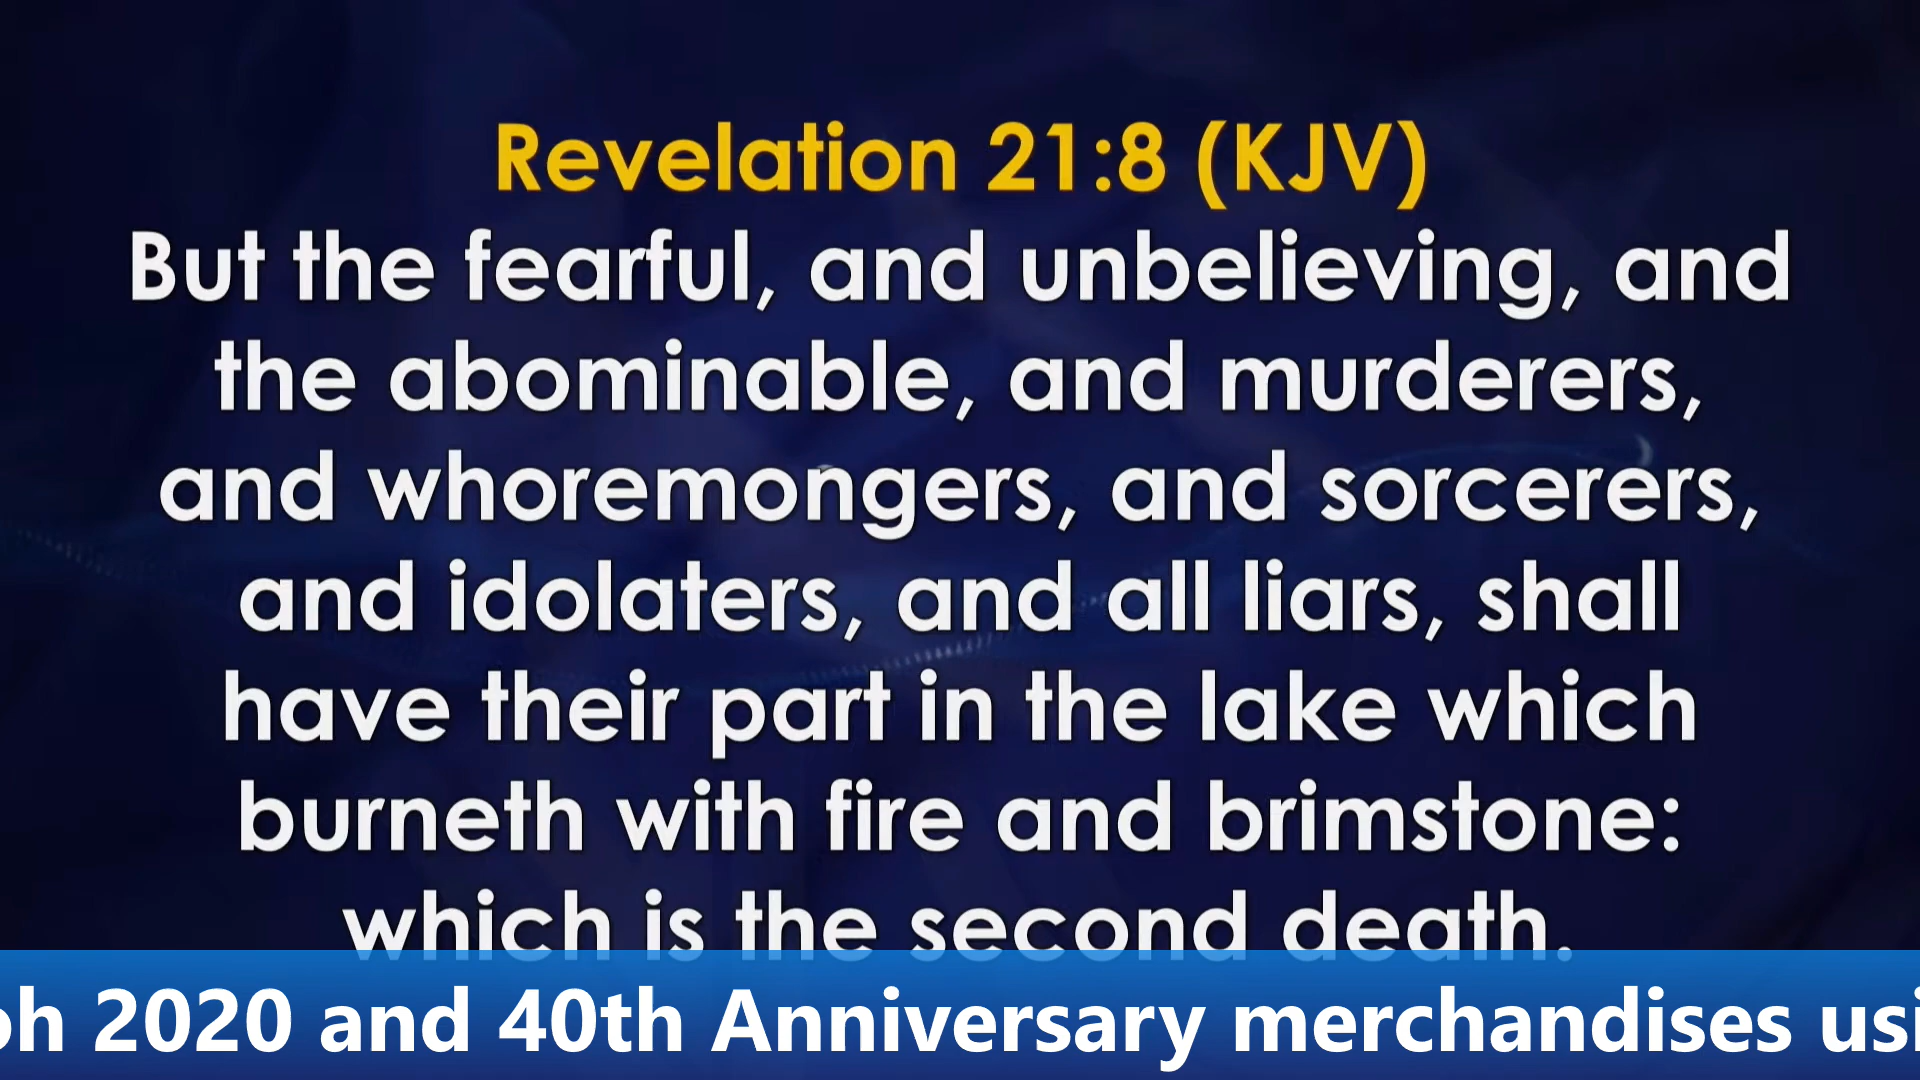 Revelation 21:8 (KJV)
But the fearful, and unbelieving, and
the abominable, and murderers,
and whoremongers, and sorcerers,
and idolaters, and all liars, shall
have their part in the lake which
burneth with fire and brimstone:
which is the second death.
2020 and 40th Anniversary merchandises